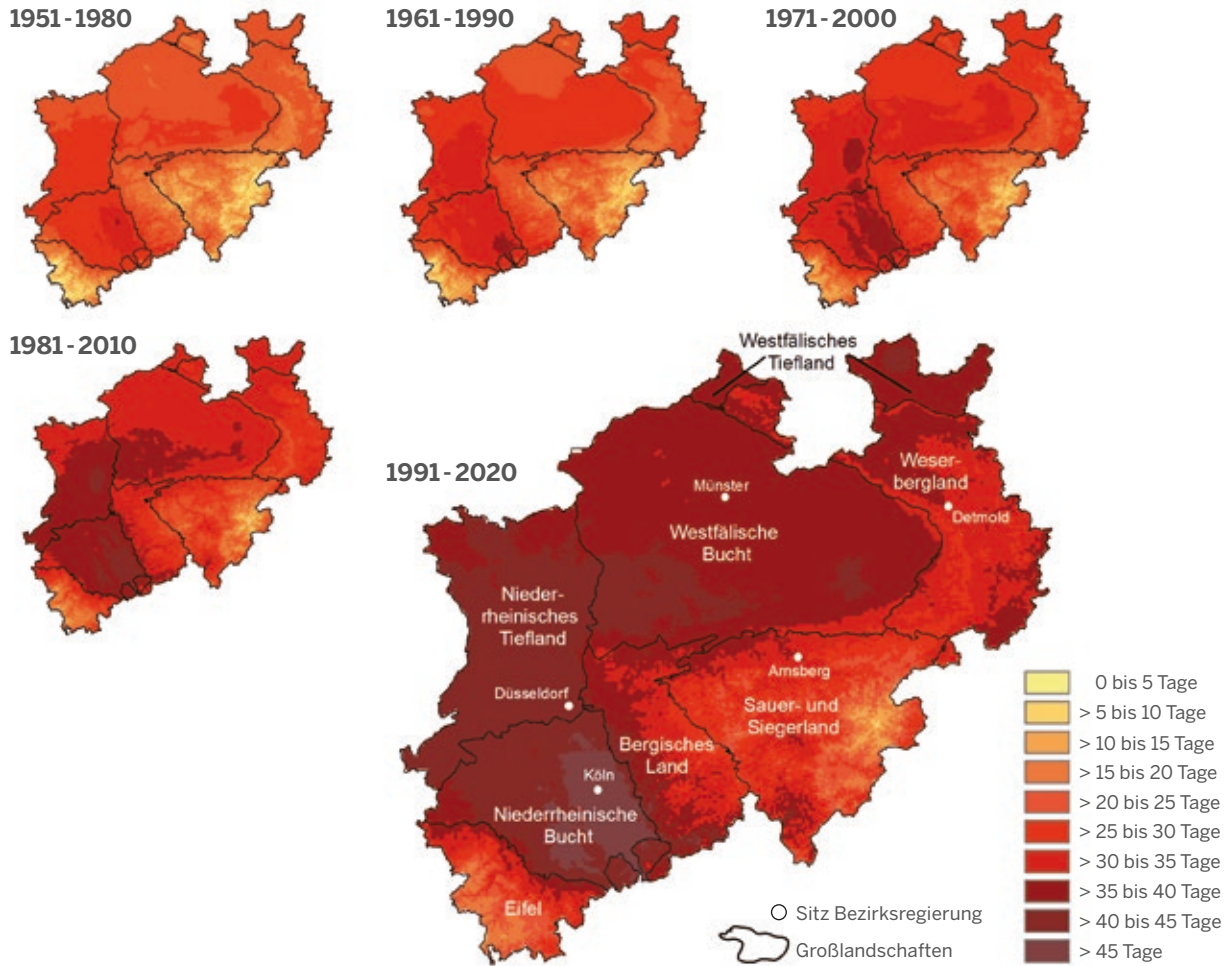 1951 - 1980
1961 - 1990
1971 - 2000
1981 - 2010
1991 - 2020
Westfälisches
Tiefland
Weser-
bergland
Münster
Detmold
Westfälische
Bucht
Nieder-
rheinisches
Tiefland
Arnsberg
Düsseldorf
Sauer- und
Siegerland
Bergisches
Land
Köln
Niederrheinische
Bucht
Eifel
Sitz Bezirksregierung
Großlandschaften
0 bis 5 Tage
> 5 bis 10 Tage
> 10 bis 15 Tage
> 15 bis 20 Tage
> 20 bis 25 Tage
> 25 bis 30 Tage
> 30 bis 35 Tage
> 35 bis 40 Tage
> 40 bis 45 Tage
> 45 Tage